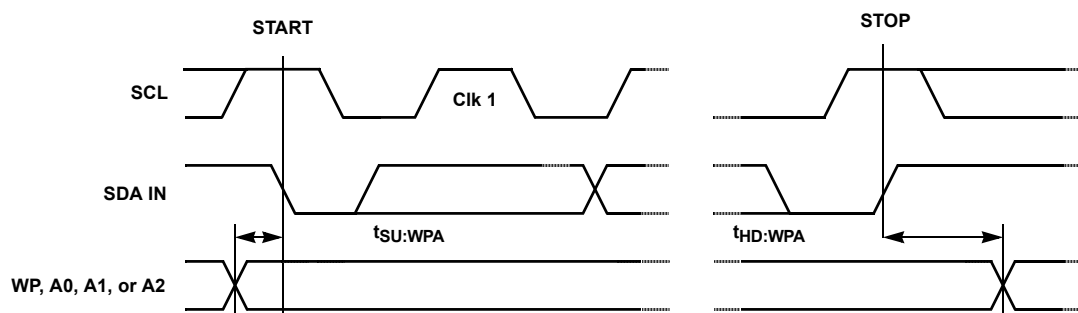 START
STOP
SCL
Clk 1
SDA IN
tSU:WPA
tHD:WPA
WP, A0, A1, or A2